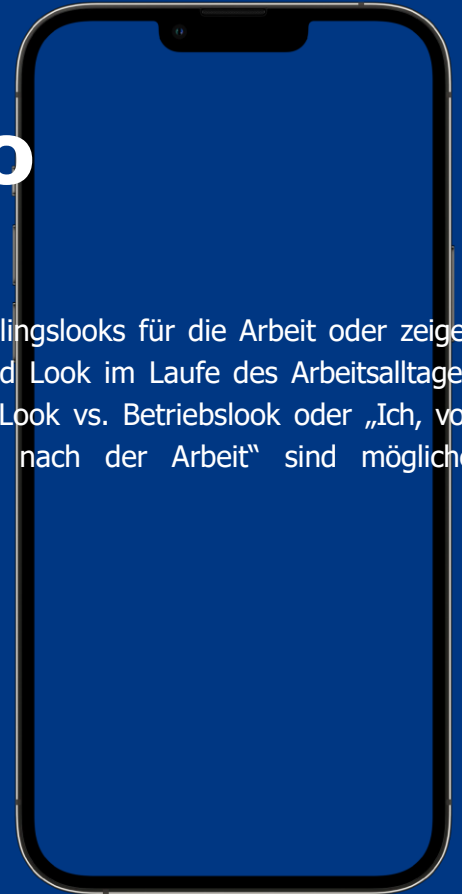 o
lingslooks für die Arbeit oder zeige
d Look im Laufe des Arbeitsalltage
Look vs. Betriebslook oder „Ich, vo
nach der Arbeit“ sind mögliche